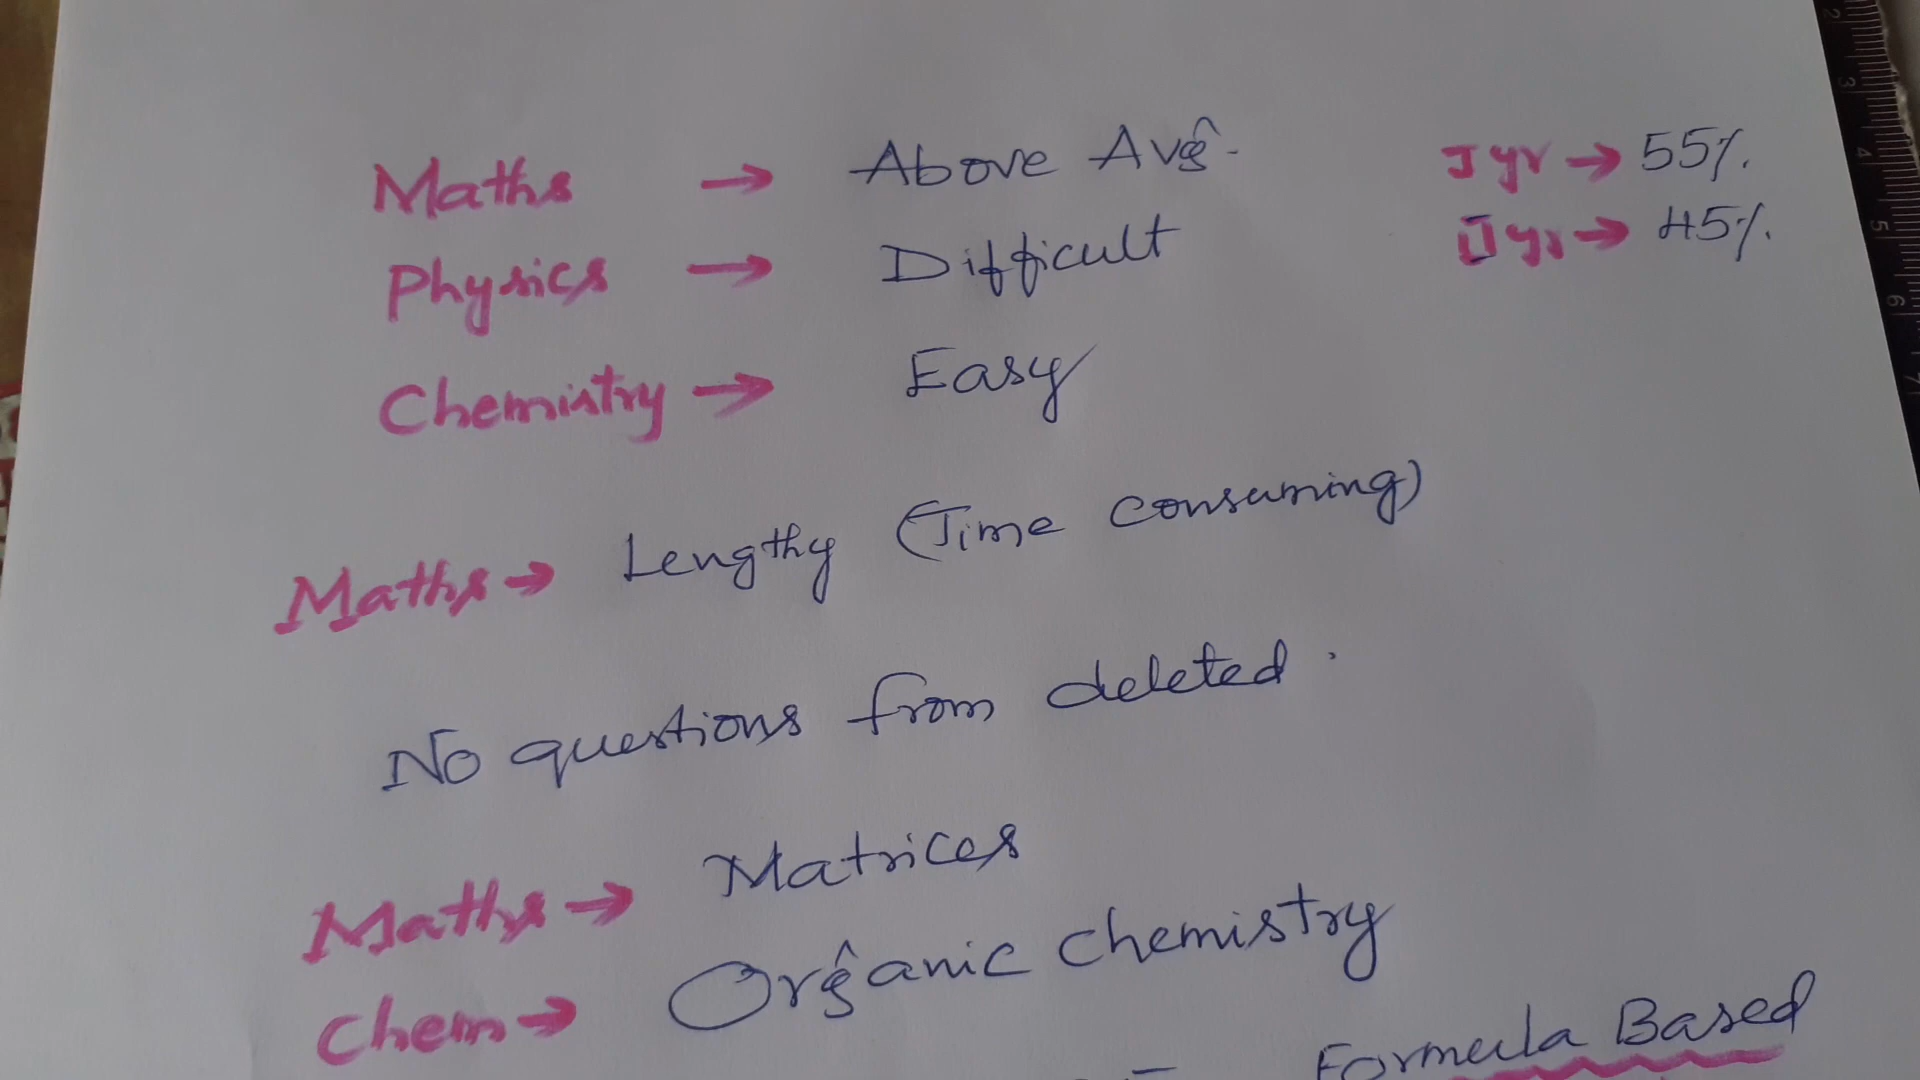 Maths → Above Avg. I yr → 55%.
Physics → Difficult II yr → 45%.
Chemistry → Easy
Maths → Lengthy (Time consuming)
No questions from deleted.
Maths → Matrices
Chem → Organic chemistry
Formula Based